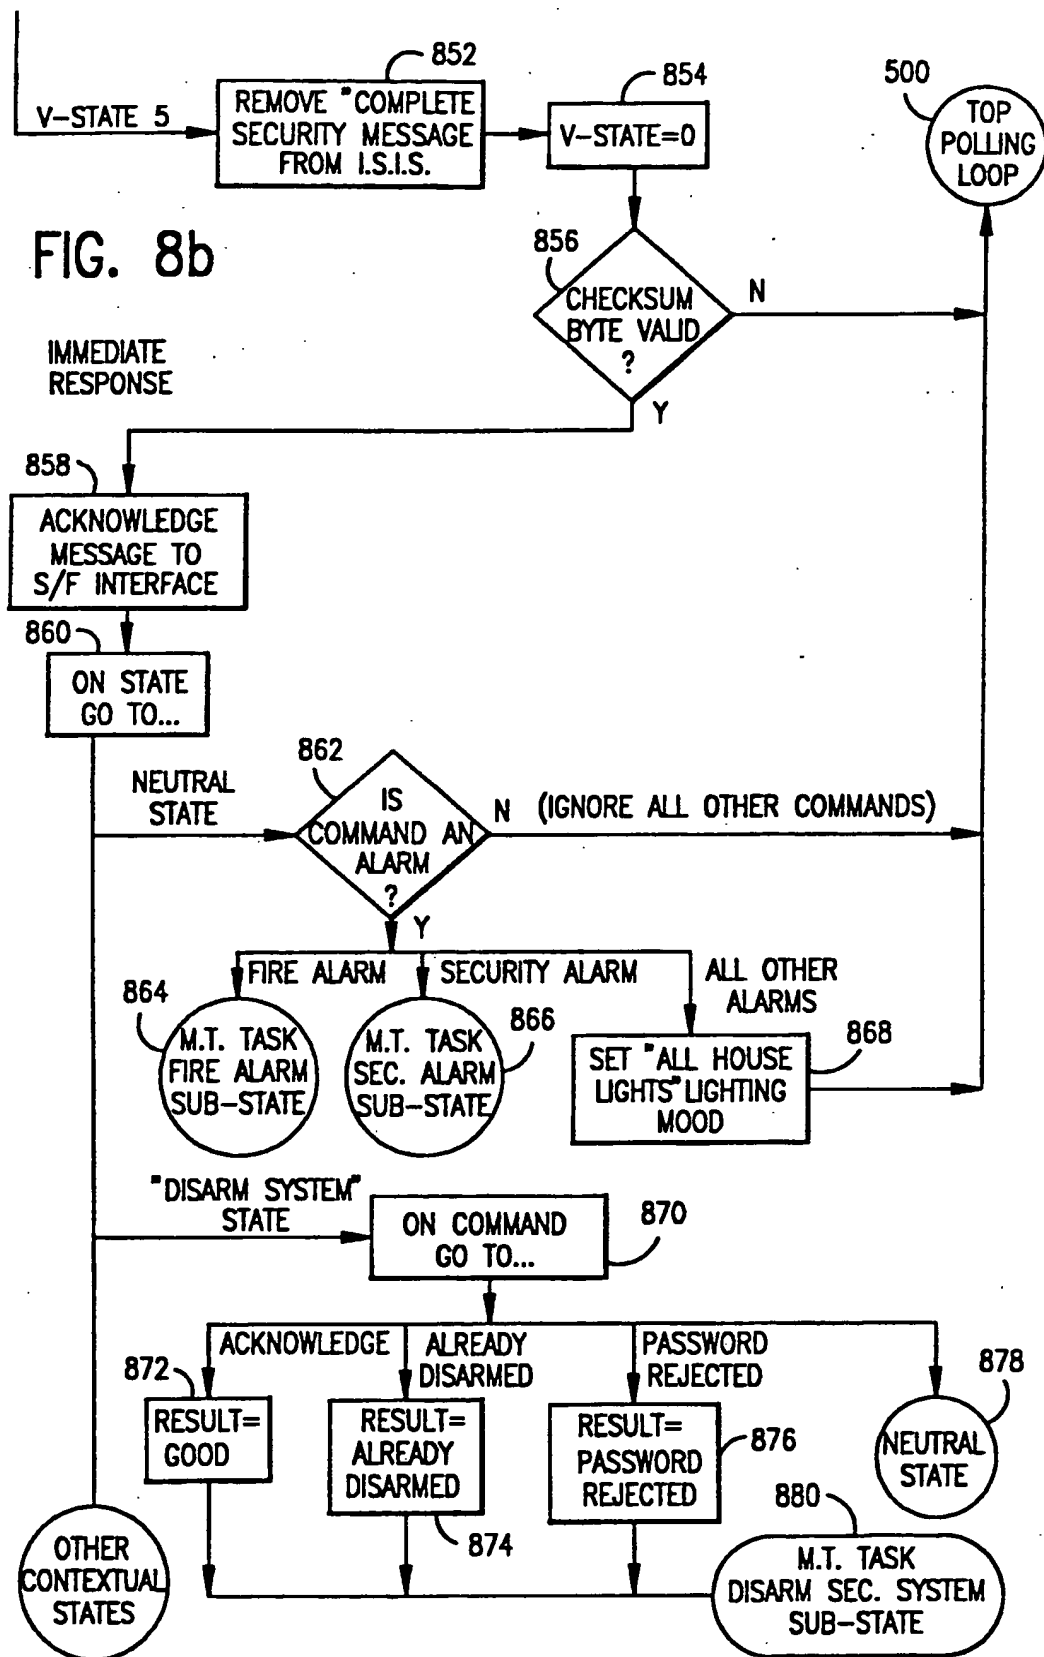 852
854
500
V-STATE 5
REMOVE "COMPLETE
SECURITY MESSAGE
FROM I.S.I.S.
V-STATE=0
TOP
POLLING
LOOP
FIG. 8b
856
CHECKSUM
BYTE VALID
?
N
Y
IMMEDIATE
RESPONSE
858
ACKNOWLEDGE
MESSAGE TO
S/F INTERFACE
860
ON STATE
GO TO...
NEUTRAL
STATE
862
IS
COMMAND AN
ALARM
?
N
(IGNORE ALL OTHER COMMANDS)
Y
FIRE ALARM
SECURITY ALARM
ALL OTHER
ALARMS
864
M.T. TASK
FIRE ALARM
SUB-STATE
866
M.T. TASK
SEC. ALARM
SUB-STATE
868
SET "ALL HOUSE
LIGHTS" LIGHTING
MOOD
"DISARM SYSTEM"
STATE
ON COMMAND
GO TO...
870
ACKNOWLEDGE
ALREADY
DISARMED
PASSWORD
REJECTED
872
RESULT=
GOOD
RESULT=
ALREADY
DISARMED
874
RESULT=
PASSWORD
REJECTED
876
878
NEUTRAL
STATE
880
OTHER
CONTEXTUAL
STATES
M.T. TASK
DISARM SEC. SYSTEM
SUB-STATE